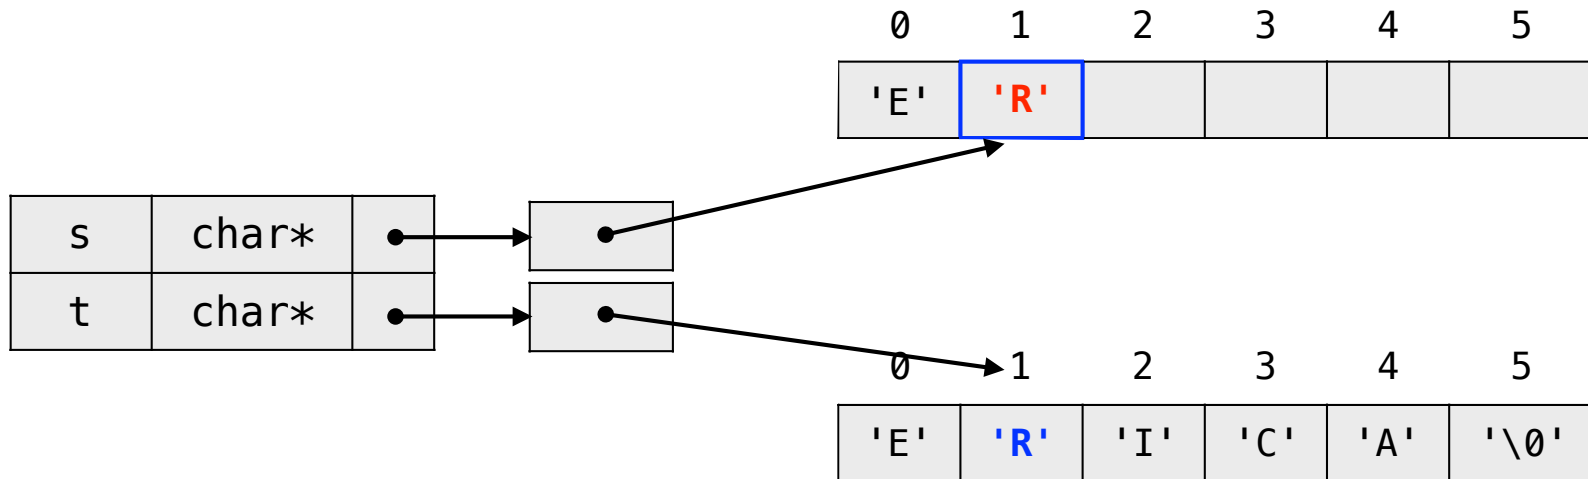 0 1 2 3 4 5
'E' 'R'
s char*
t char*
0 1 2 3 4 5
'E' 'R' 'I' 'C' 'A' '\0'